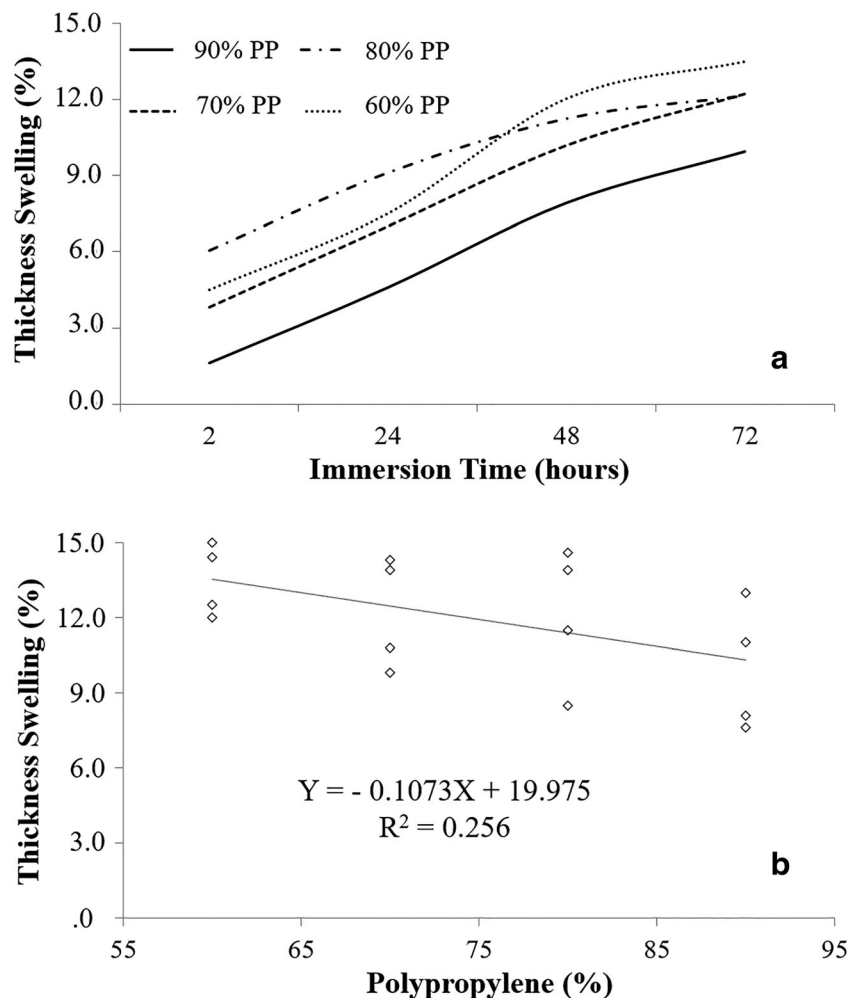 15.0
90% PP
80% PP
12.0
70% PP
60% PP
9.0
6.0
3.0
0.0
Thickness Swelling (%)
a
2
24
48
72
Immersion Time (hours)
15.0
12.0
9.0
6.0
3.0
.0
Thickness Swelling (%)
Y = - 0.1073X + 19.975
R² = 0.256
b
55
65
75
85
95
Polypropylene (%)